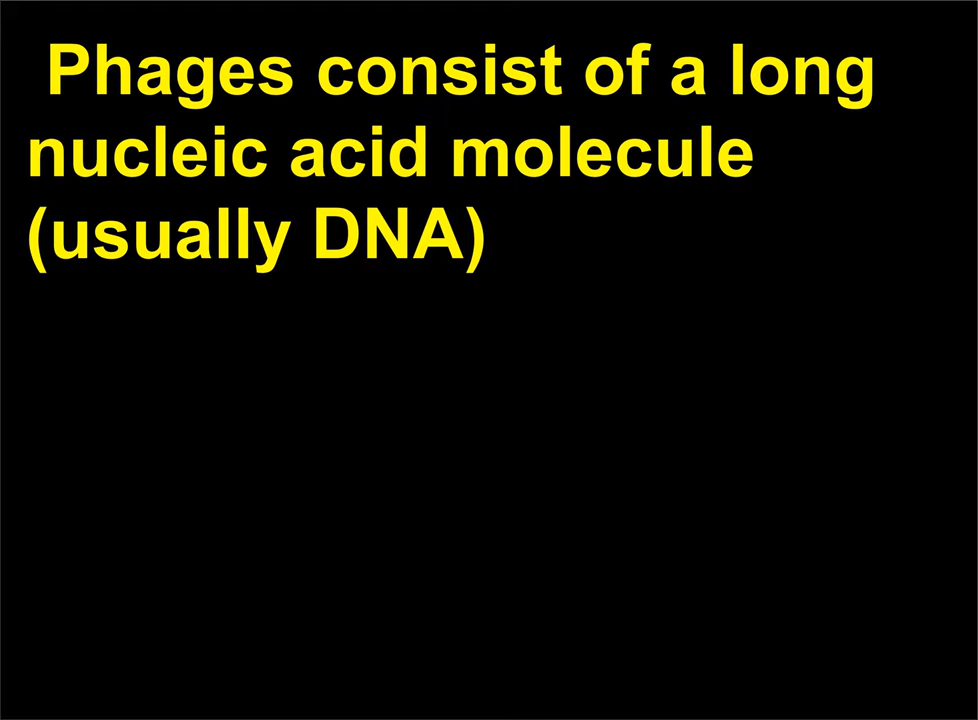 Phages consist of a long
nucleic acid molecule
(usually DNA)